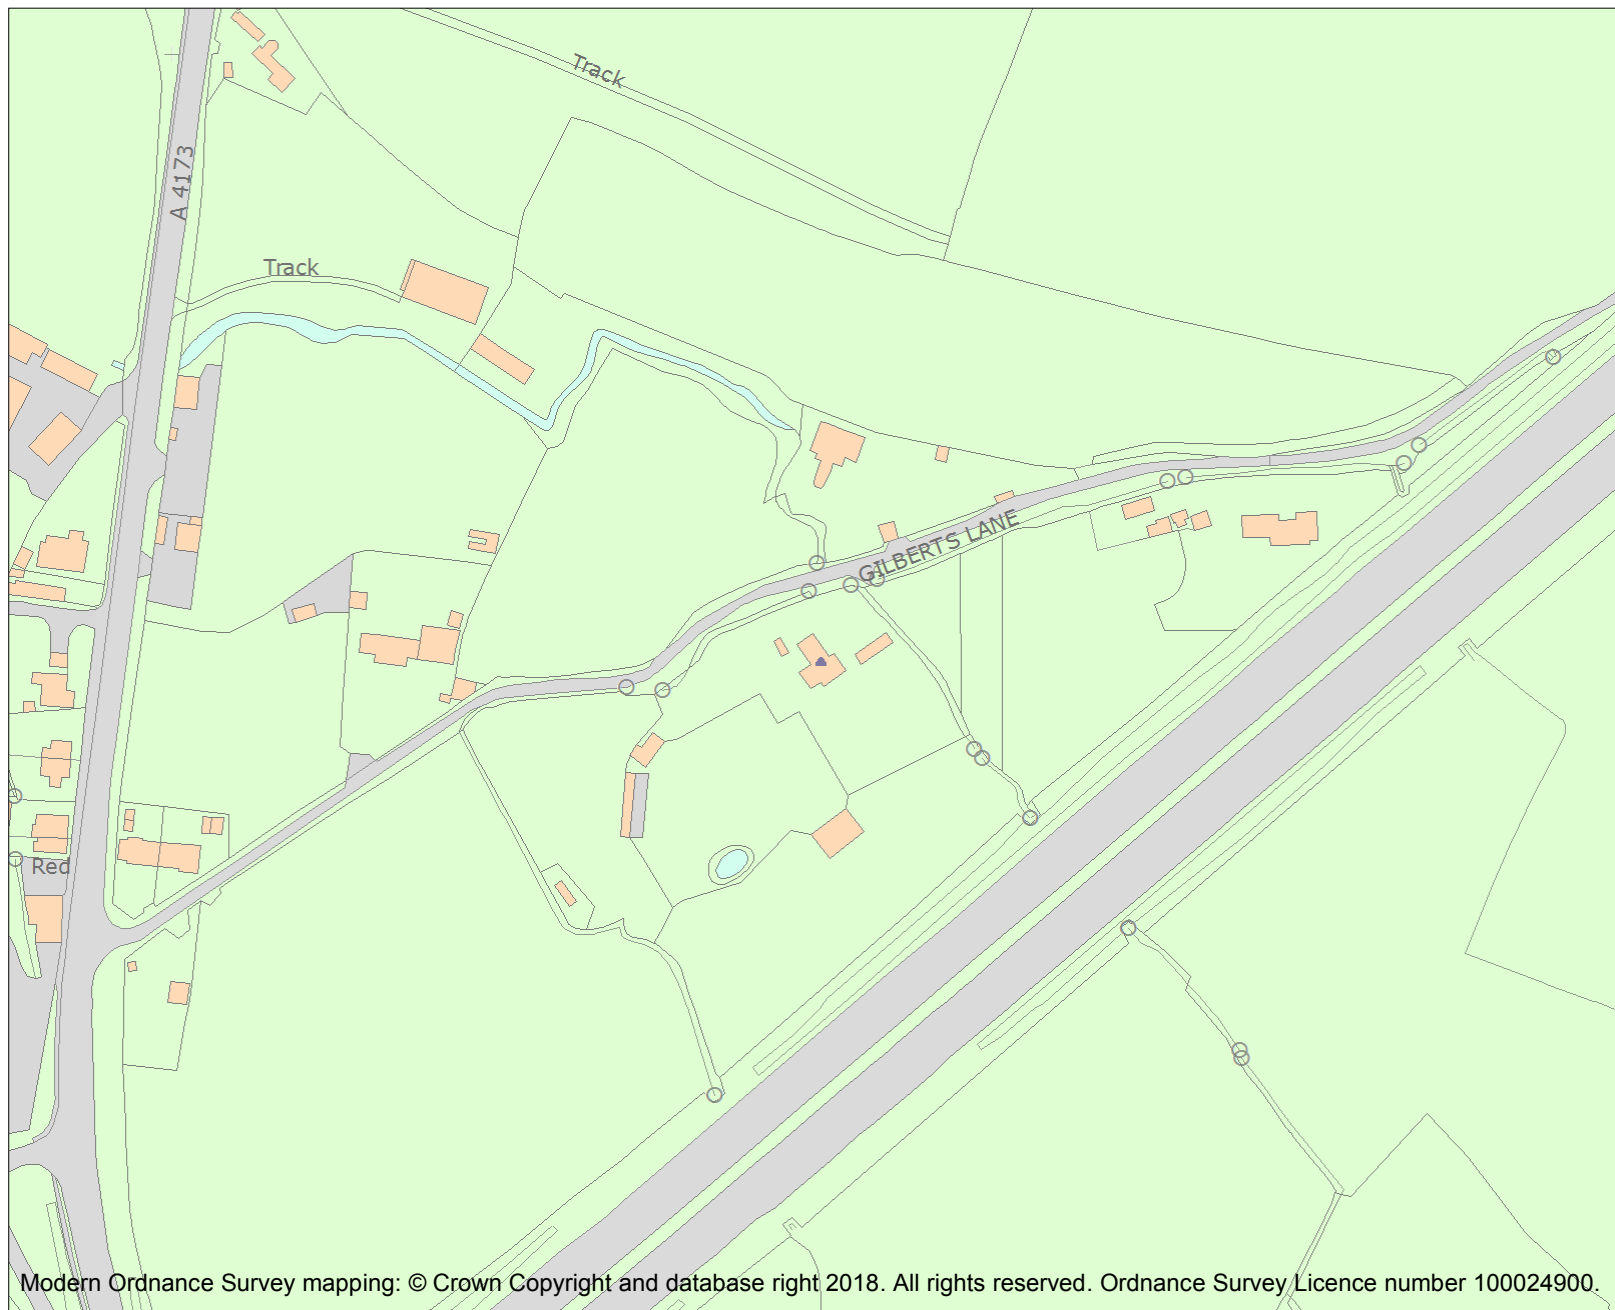 Track
A 4173
Track
GILBERTS LANE
Red
Modern Ordnance Survey mapping: © Crown Copyright and database right 2018. All rights reserved. Ordnance Survey Licence number 100024900.